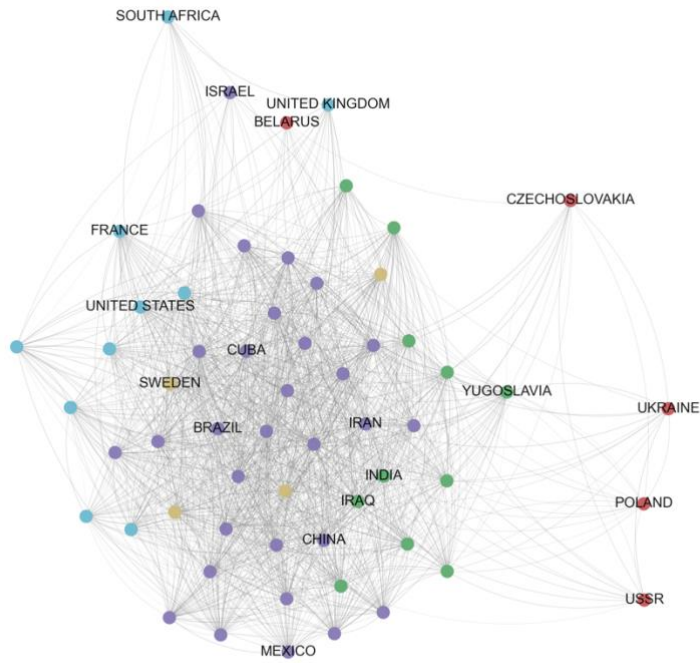 SOUTH AFRICA
ISRAEL
UNITED KINGDOM
BELARUS
CZECHOSLOVAKIA
FRANCE
UNITED STATES
CUBA
SWEDEN
YUGOSLAVIA
UKRAINE
BRAZIL
IRAN
INDIA
IRAQ
POLAND
CHINA
USSR
MEXICO